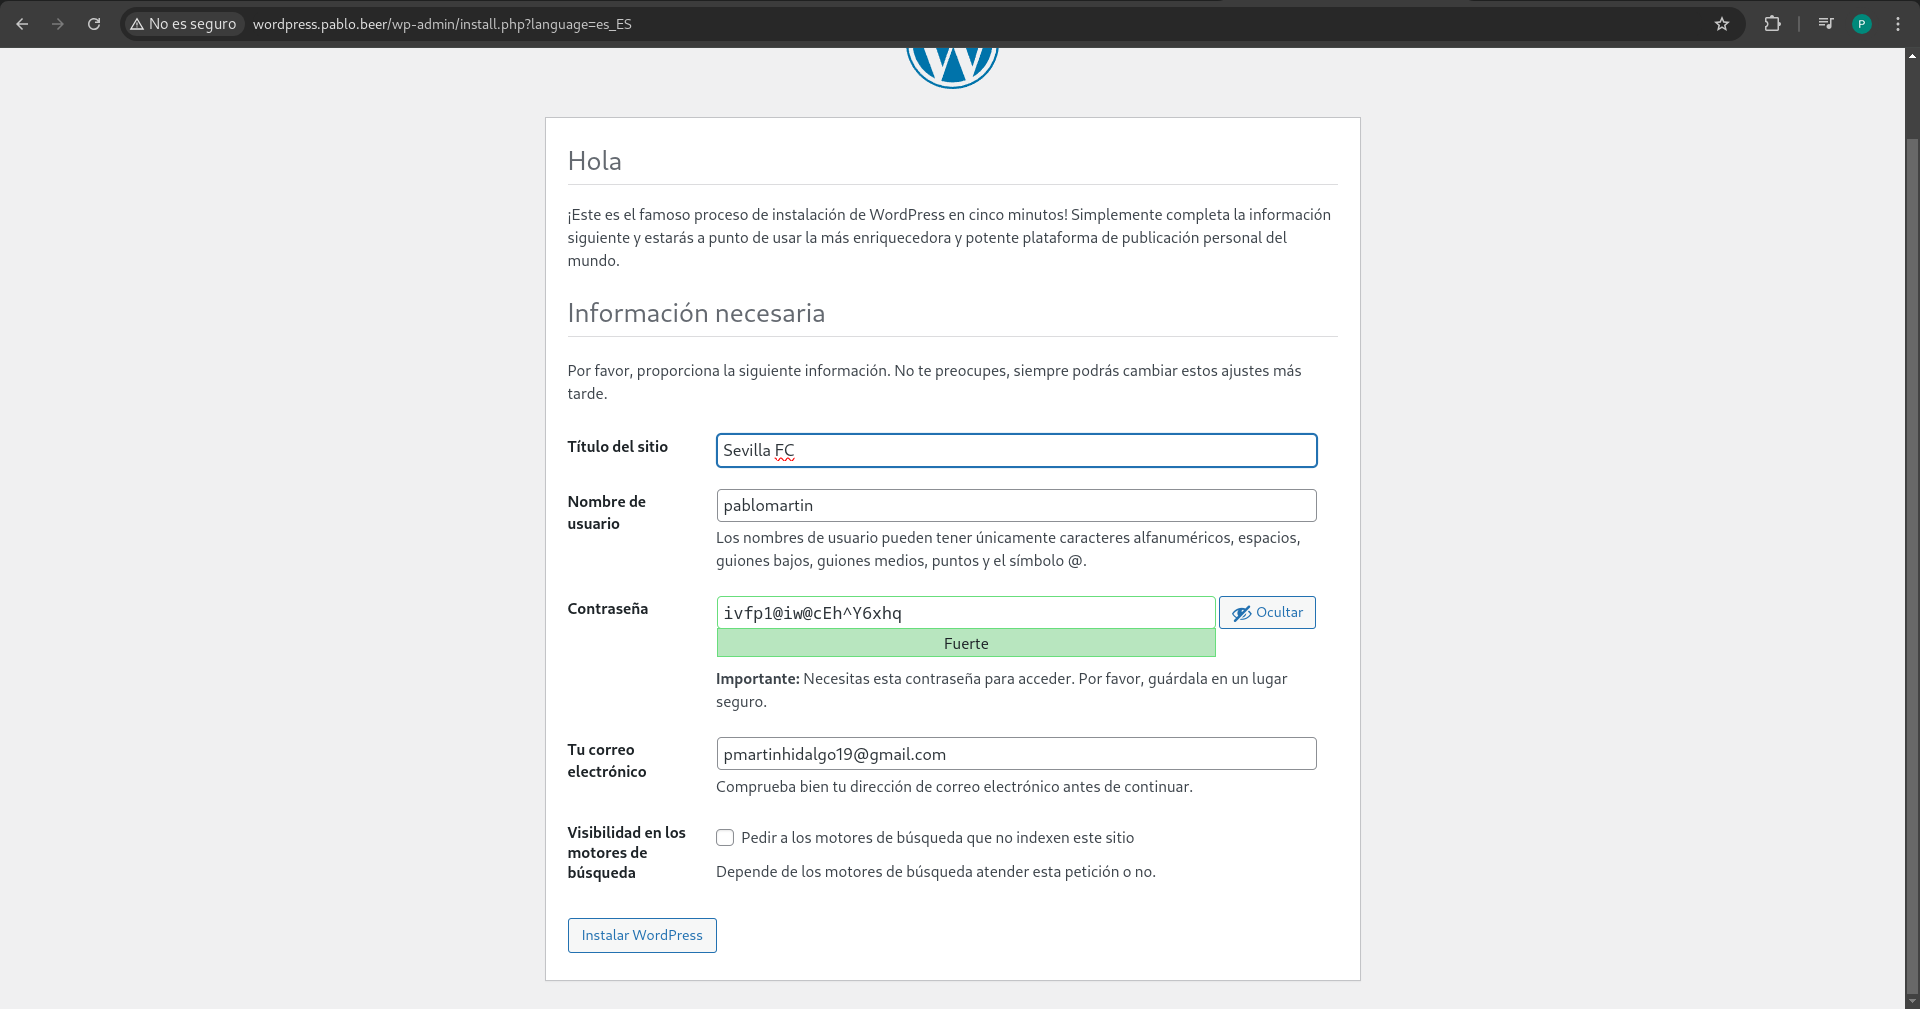 No es seguro
wordpress.pablo.beer/wp-admin/install.php?language=es_ES
P
Hola
¡Este es el famoso proceso de instalación de WordPress en cinco minutos! Simplemente completa la información
siguiente y estarás a punto de usar la más enriquecedora y potente plataforma de publicación personal del
mundo.
Información necesaria
Por favor, proporciona la siguiente información. No te preocupes, siempre podrás cambiar estos ajustes más
tarde.
Título del sitio
Sevilla FC
Nombre de
usuario
pablomartin
Los nombres de usuario pueden tener únicamente caracteres alfanuméricos, espacios,
guiones bajos, guiones medios, puntos y el símbolo @.
Contraseña
ivfp1@iw@cEh^Y6xhq
Ocultar
Fuerte
Importante: Necesitas esta contraseña para acceder. Por favor, guárdala en un lugar
seguro.
Tu correo
electrónico
pmartinhidalgo19@gmail.com
Comprueba bien tu dirección de correo electrónico antes de continuar.
Visibilidad en los
motores de
búsqueda
Pedir a los motores de búsqueda que no indexen este sitio
Depende de los motores de búsqueda atender esta petición o no.
Instalar WordPress